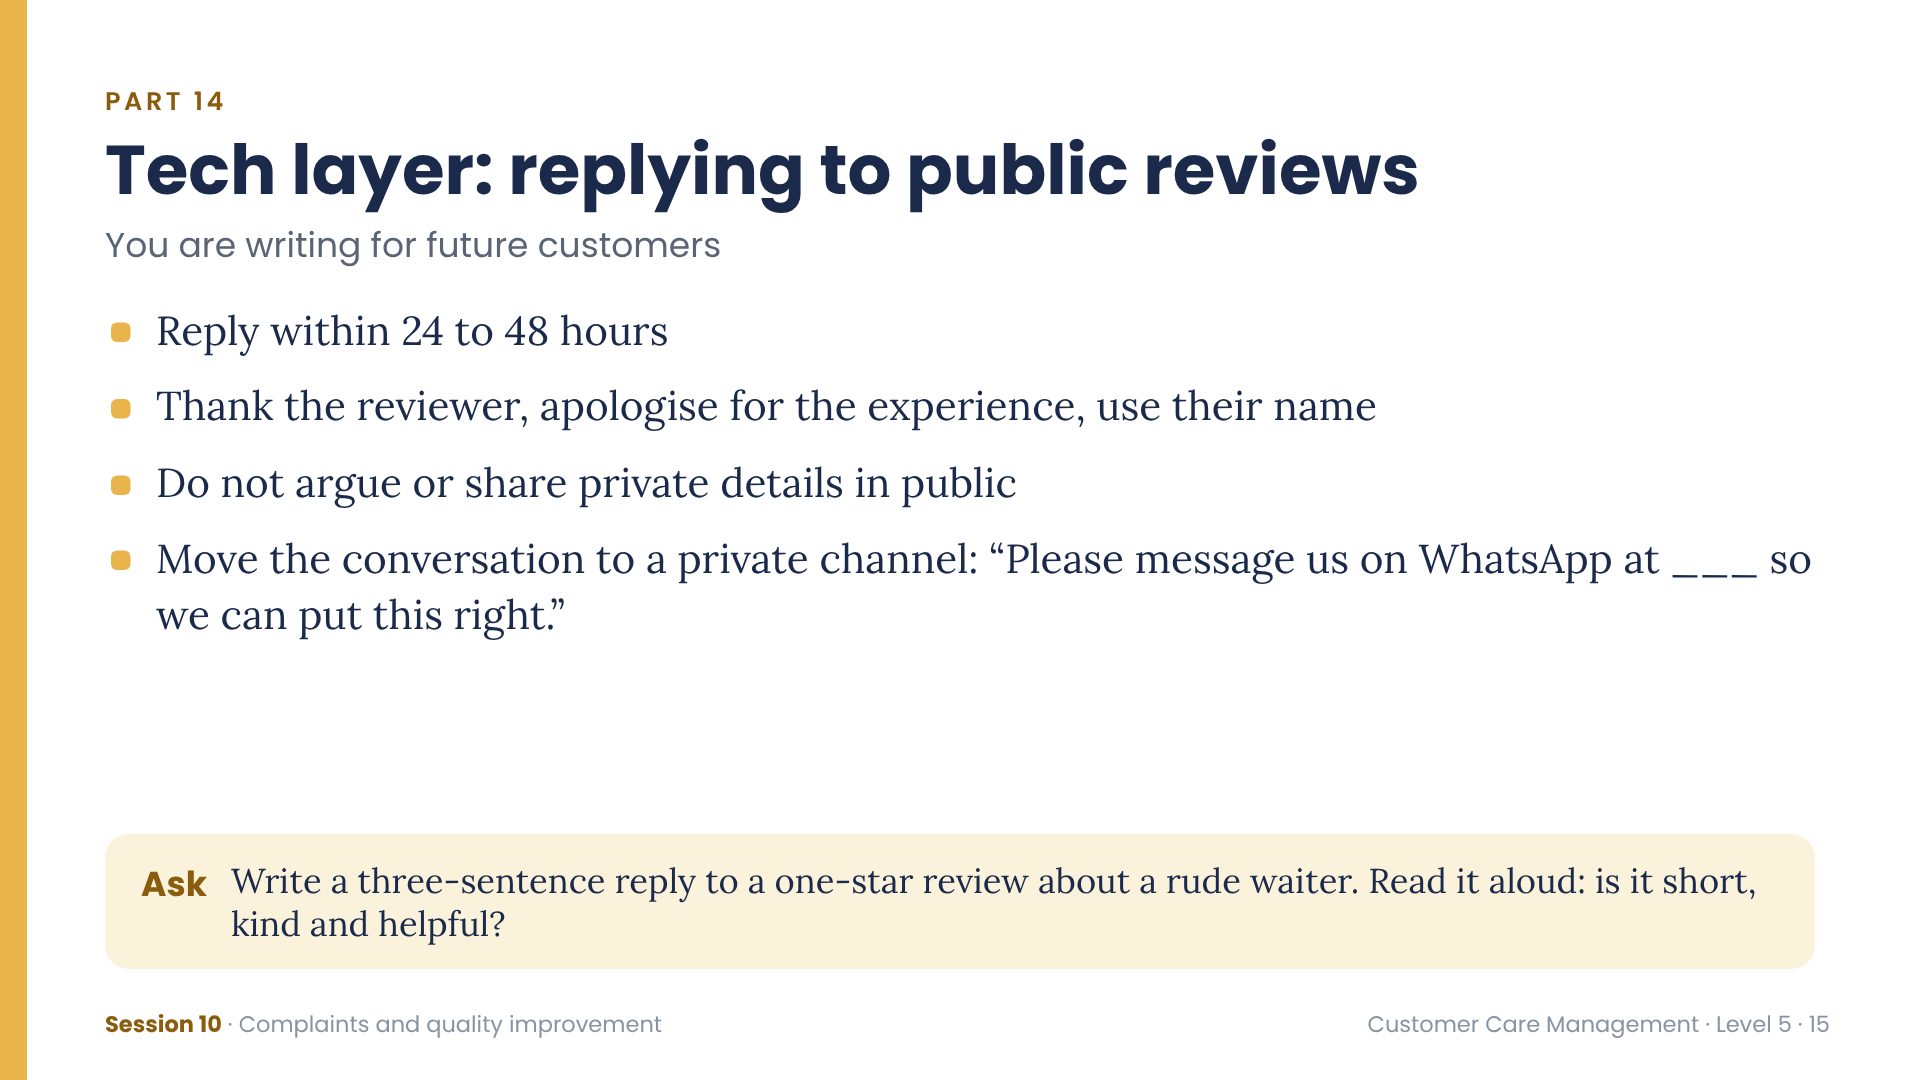 PART 14
Tech layer: replying to public reviews
You are writing for future customers
Reply within 24 to 48 hours
Thank the reviewer, apologise for the experience, use their name
Do not argue or share private details in public
Move the conversation to a private channel: “Please message us on WhatsApp at ___ so
we can put this right.”
Ask Write a three-sentence reply to a one-star review about a rude waiter. Read it aloud: is it short,
kind and helpful?
Session 10 · Complaints and quality improvement
Customer Care Management · Level 5 · 15